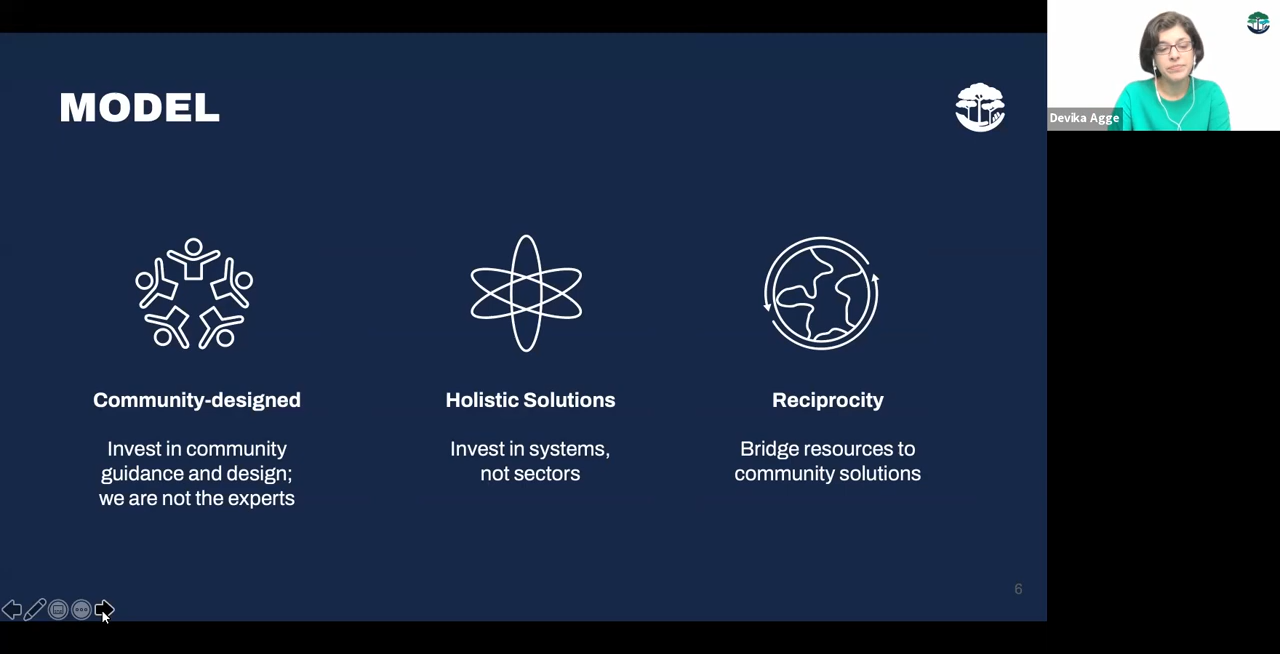 MODEL
Devika Agge
Community-designed
Invest in community
guidance and design;
we are not the experts
Holistic Solutions
Invest in systems,
not sectors
Reciprocity
Bridge resources to
community solutions
6